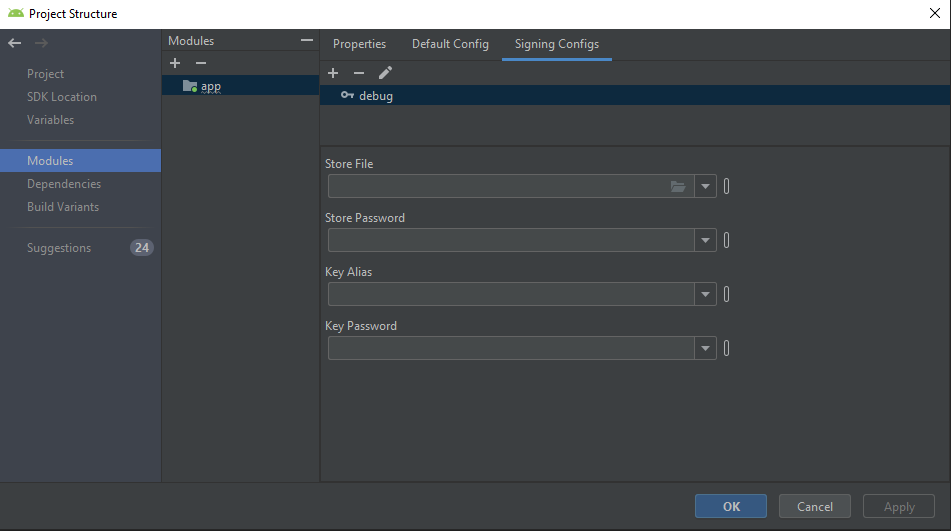 Project Structure
Modules
Properties
Default Config
Signing Configs
Project
SDK Location
Variables
Modules
Dependencies
Build Variants
Suggestions
24
app
debug
Store File
Store Password
Key Alias
Key Password
OK
Cancel
Apply